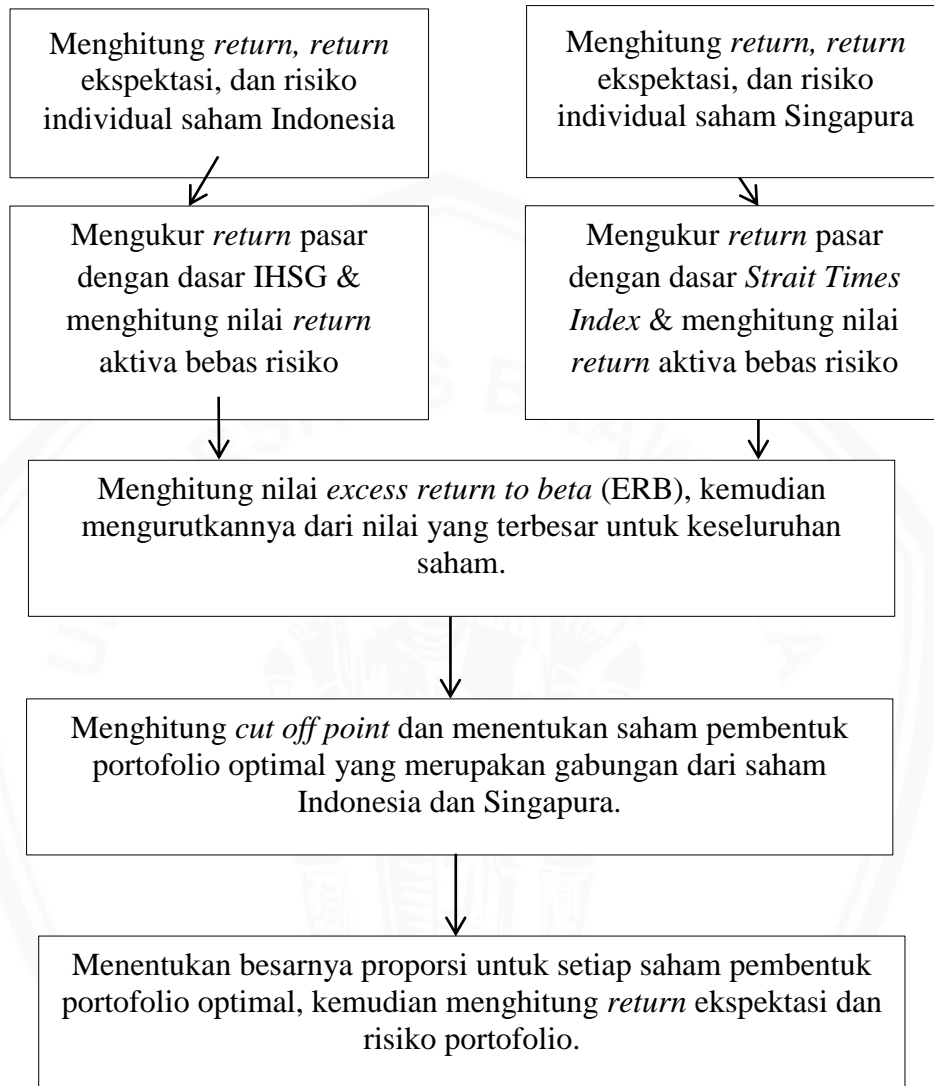 Menghitung return, return
ekspektasi, dan risiko
individual saham Indonesia
Menghitung return, return
ekspektasi, dan risiko
individual saham Singapura
Mengukur return pasar
dengan dasar IHSG &
menghitung nilai return
aktiva bebas risiko
Mengukur return pasar
dengan dasar Strait Times
Index & menghitung nilai
return aktiva bebas risiko
Menghitung nilai excess return to beta (ERB), kemudian
mengurutkannya dari nilai yang terbesar untuk keseluruhan
saham.
Menghitung cut off point dan menentukan saham pembentuk
portofolio optimal yang merupakan gabungan dari saham
Indonesia dan Singapura.
Menentukan besarnya proporsi untuk setiap saham pembentuk
portofolio optimal, kemudian menghitung return ekspektasi dan
risiko portofolio.